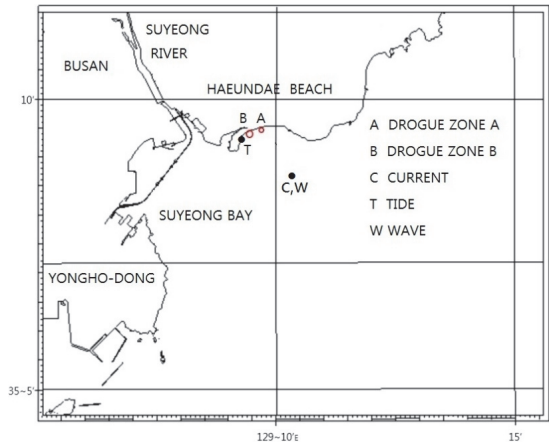 SUYEONG
RIVER
BUSAN
HAEUNDAE BEACH
10'
B A
T
C,W
A DROGUE ZONE A
B DROGUE ZONE B
C CURRENT
T TIDE
W WAVE
SUYEONG BAY
YONGHO-DONG
35-5'
129-10'E
15'